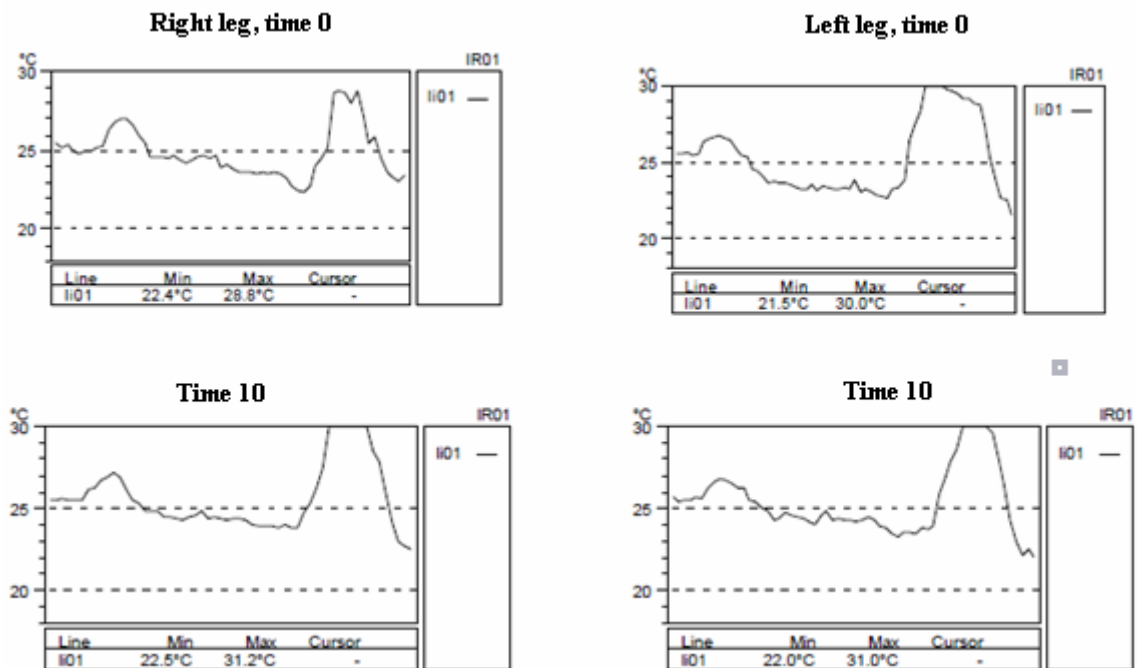 Right leg, time 0
°C
IR01
30
25
20
li01
Line Min Max Cursor
li01 22.4°C 28.8°C -
Left leg, time 0
°C
IR01
30
25
20
li01
Line Min Max Cursor
li01 21.5°C 30.0°C -
Time 10
°C
IR01
30
25
20
li01
Line Min Max Cursor
li01 22.5°C 31.2°C -
Time 10
°C
IR01
30
25
20
li01
Line Min Max Cursor
li01 22.0°C 31.0°C -